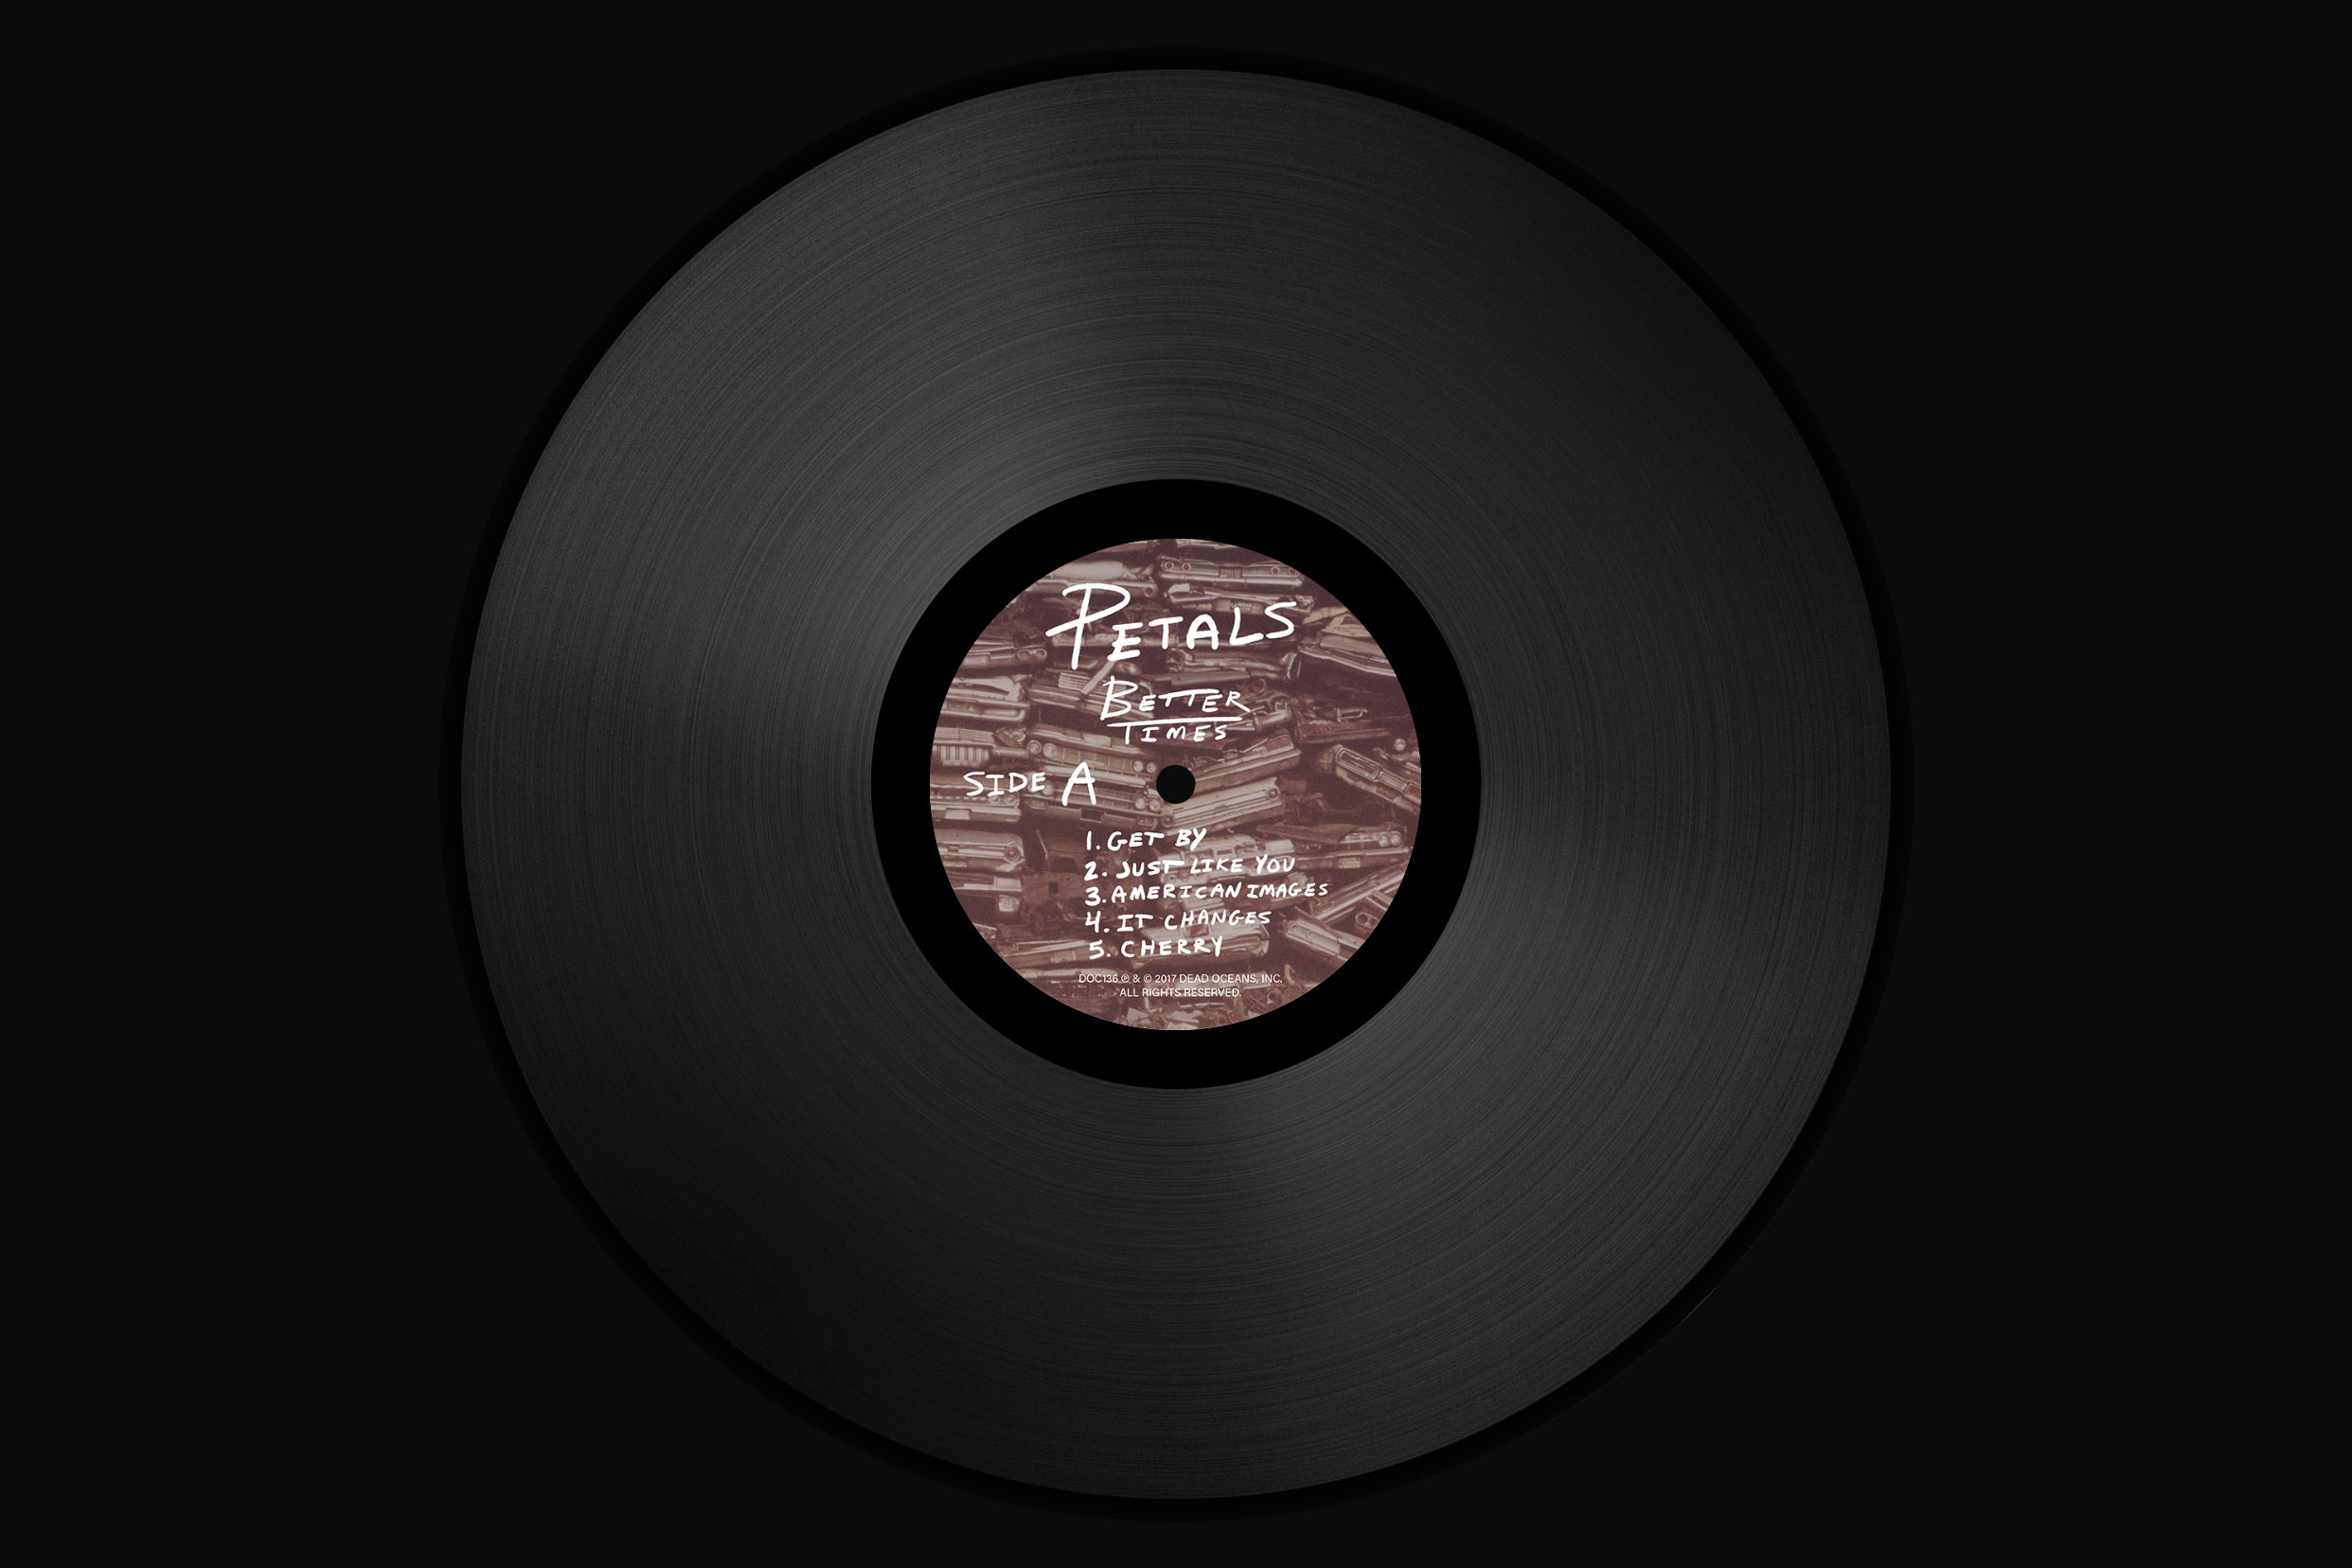 PETALS
BETTER
TIMES
SIDE A
1. GET BY
2. JUST LIKE YOU
3. AMERICAN IMAGES
4. IT CHANGES
5. CHERRY
DOC136 ℗ & © 2017 DEAD OCEANS, INC.
ALL RIGHTS RESERVED.